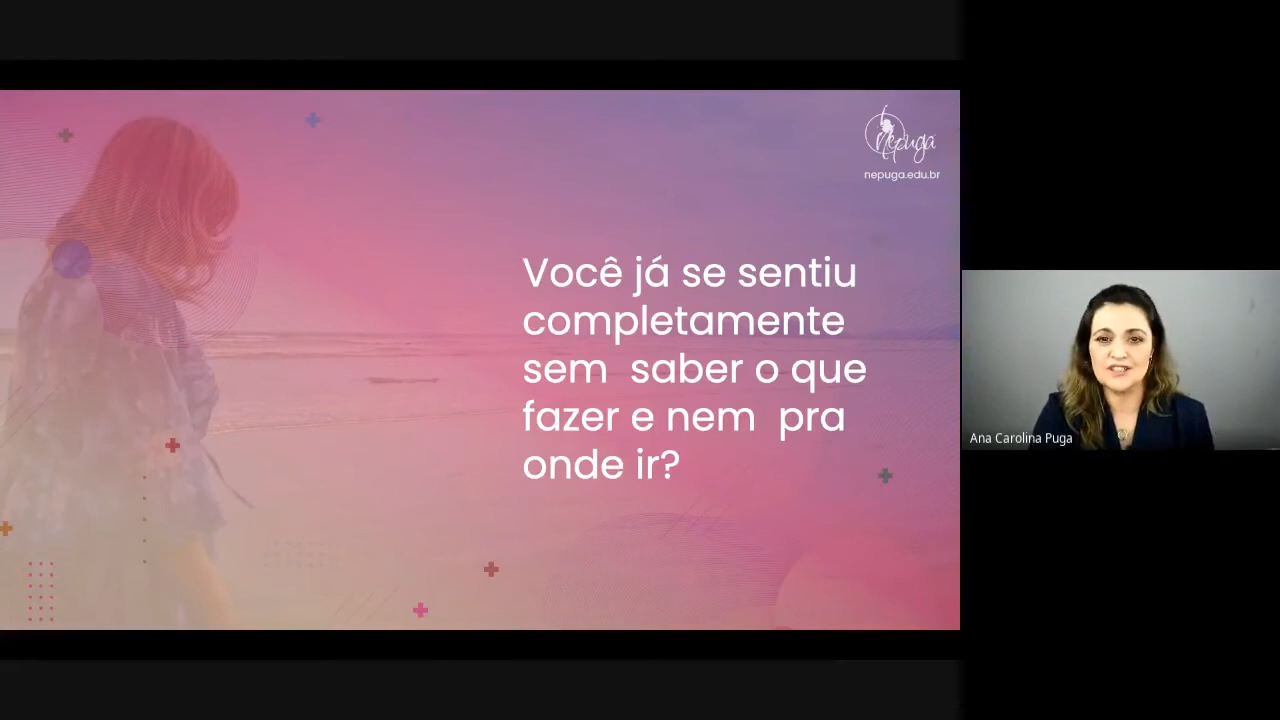 nepuga
nepuga.edu.br
Você já se sentiu
completamente
sem saber o que
fazer e nem pra
onde ir?
Ana Carolina Puga